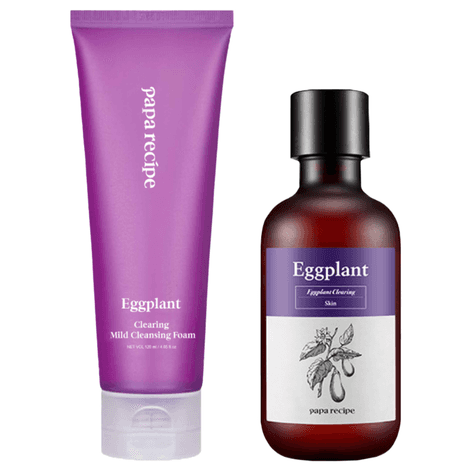 papa recipe
Eggplant
Clearing
Mild Cleansing Foam
Eggplant
Eggplant Clearing
Skin
papa recipe